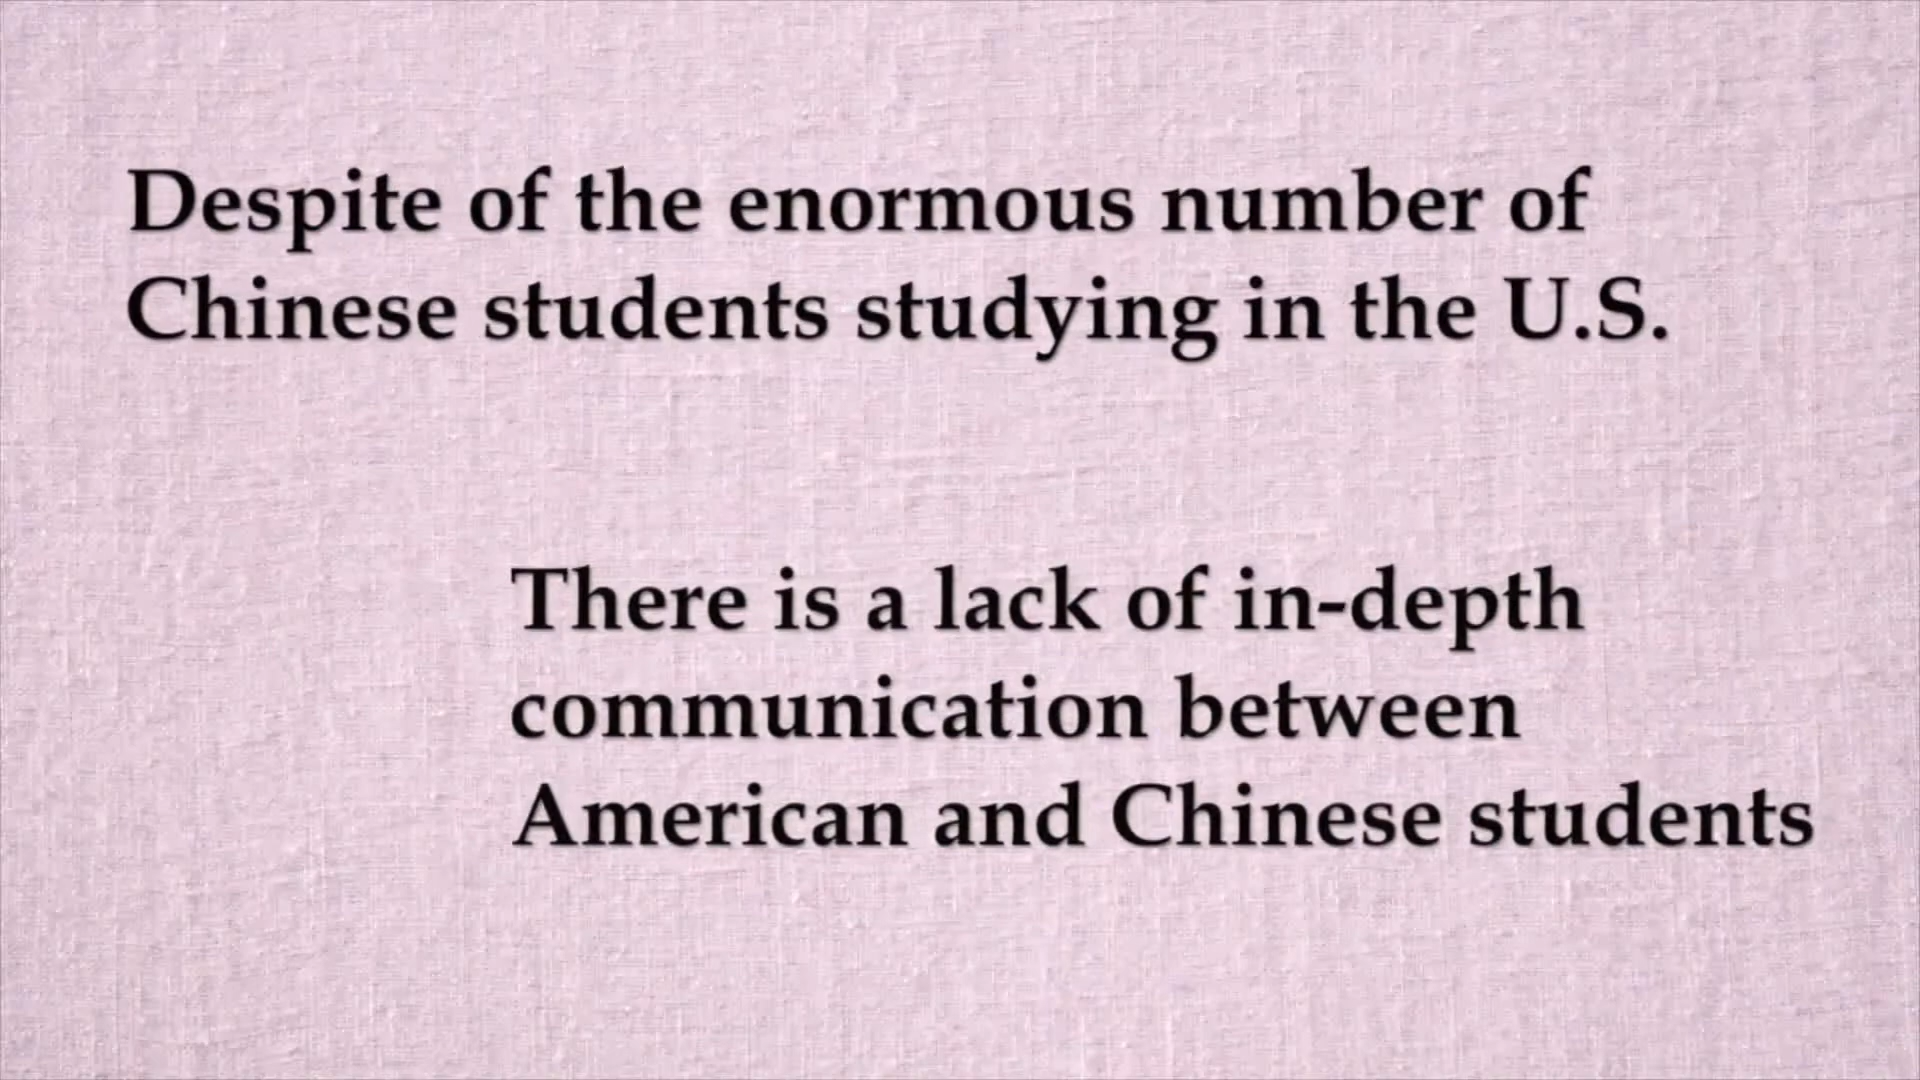 Despite of the enormous number of
Chinese students studying in the U.S.
There is a lack of in-depth
communication between
American and Chinese students